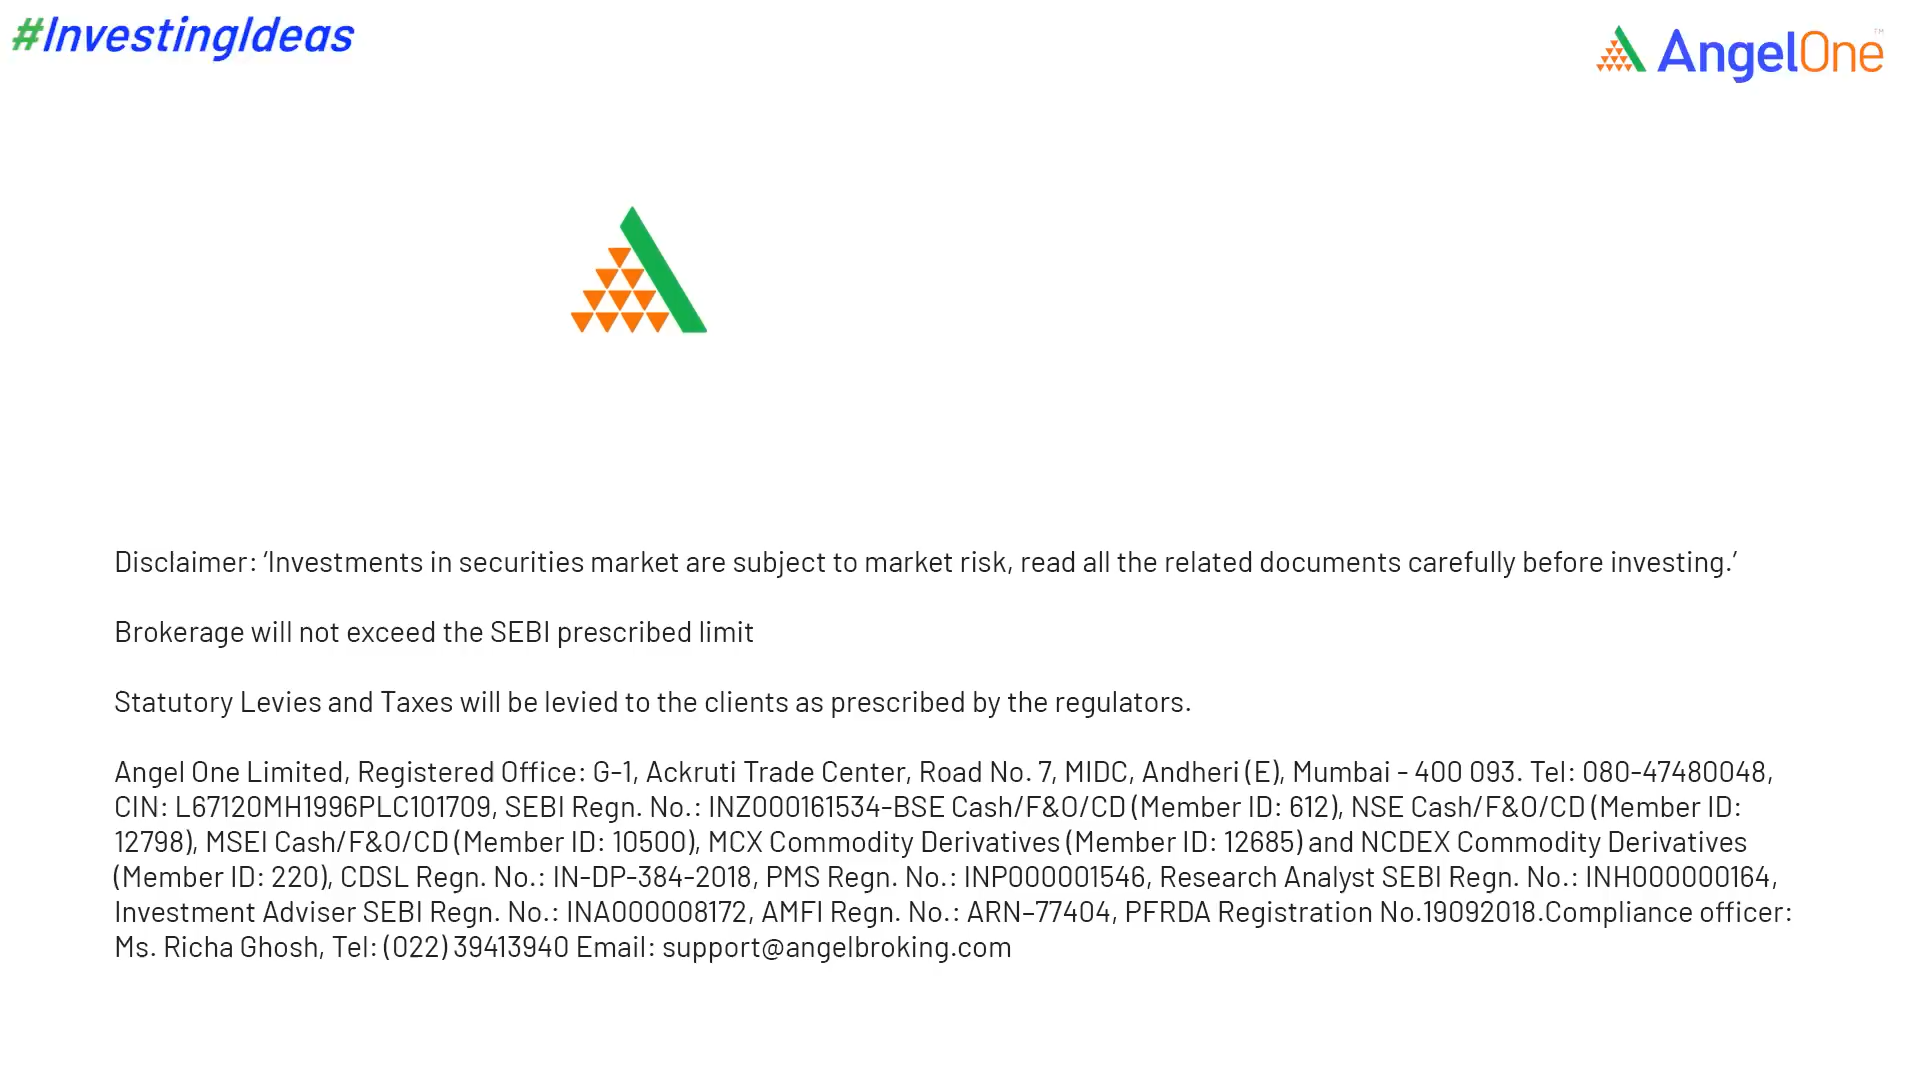 #InvestingIdeas
AngelOne™
Disclaimer: ‘Investments in securities market are subject to market risk, read all the related documents carefully before investing.’
Brokerage will not exceed the SEBI prescribed limit
Statutory Levies and Taxes will be levied to the clients as prescribed by the regulators.
Angel One Limited, Registered Office: G-1, Ackruti Trade Center, Road No. 7, MIDC, Andheri (E), Mumbai - 400 093. Tel: 080-47480048,
CIN: L67120MH1996PLC101709, SEBI Regn. No.: INZ000161534-BSE Cash/F&O/CD (Member ID: 612), NSE Cash/F&O/CD (Member ID:
12798), MSEI Cash/F&O/CD (Member ID: 10500), MCX Commodity Derivatives (Member ID: 12685) and NCDEX Commodity Derivatives
(Member ID: 220), CDSL Regn. No.: IN-DP-384-2018, PMS Regn. No.: INP000001546, Research Analyst SEBI Regn. No.: INH000000164,
Investment Adviser SEBI Regn. No.: INA000008172, AMFI Regn. No.: ARN–77404, PFRDA Registration No.19092018.Compliance officer:
Ms. Richa Ghosh, Tel: (022) 39413940 Email: support@angelbroking.com